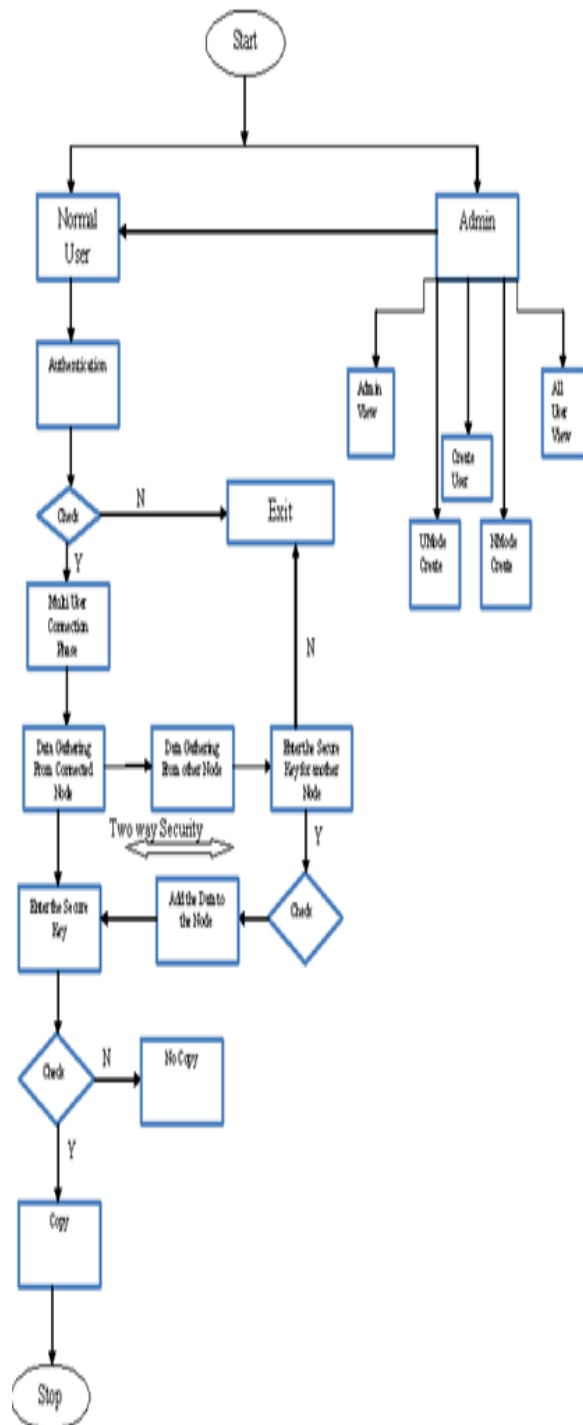 Start
Normal
User
Admin
Authentication
Admin
View
All
User
View
Create
User
Check
N
Exit
UMode
Create
NMode
Create
Y
Multi User
Connection
Phase
N
Data Gathering
From Connected
Node
Data Gathering
From other Node
Enter the Secure
Key for another
Node
Two way Security
Y
Enter the Secure
Key
Add the Data to
the Node
Check
Check
N
No Copy
Y
Copy
Stop